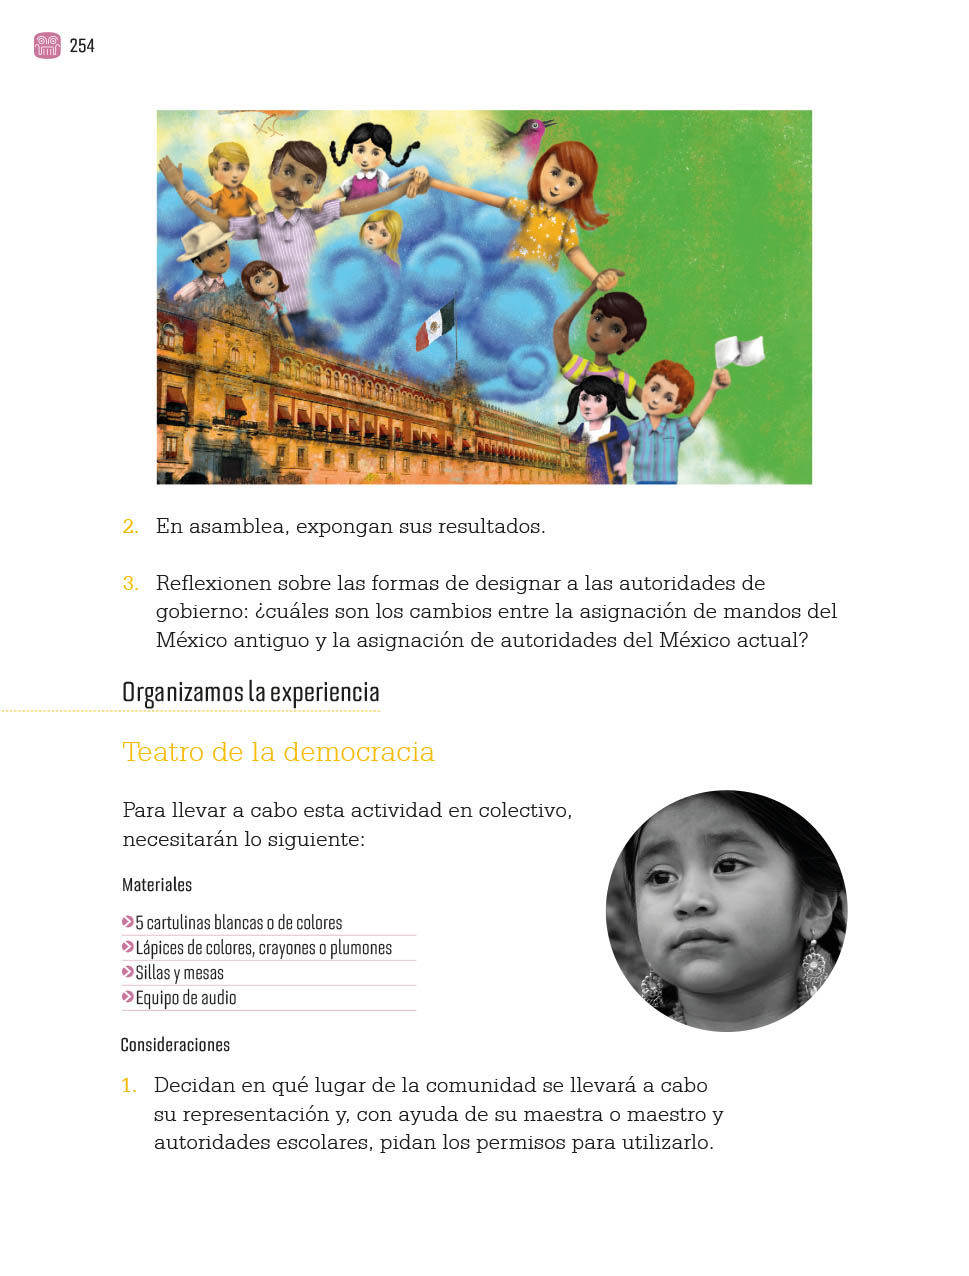 254
2. En asamblea, expongan sus resultados.
3. Reflexionen sobre las formas de designar a las autoridades de
gobierno: ¿cuáles son los cambios entre la asignación de mandos del
México antiguo y la asignación de autoridades del México actual?
Organizamos la experiencia
Teatro de la democracia
Para llevar a cabo esta actividad en colectivo,
necesitarán lo siguiente:
Materiales
5 cartulinas blancas o de colores
Lápices de colores, crayones o plumones
Sillas y mesas
Equipo de audio
Consideraciones
1. Decidan en qué lugar de la comunidad se llevará a cabo
su representación y, con ayuda de su maestra o maestro y
autoridades escolares, pidan los permisos para utilizarlo.